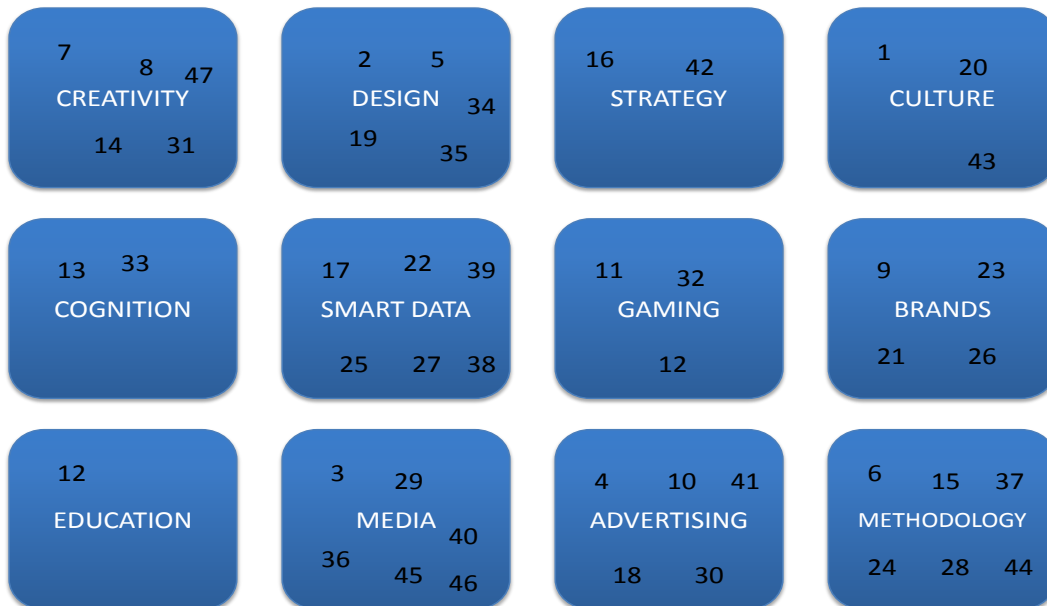 7 8 47
CREATIVITY
14 31
2 5
DESIGN
34
19 35
16 42
STRATEGY
1 20
CULTURE
43
13 33
COGNITION
17 22 39
SMART DATA
25 27 38
11 32
GAMING
12
9 23
BRANDS
21 26
12
EDUCATION
3 29
MEDIA
40
36 45 46
4 10 41
ADVERTISING
18 30
6 15 37
METHODOLOGY
24 28 44